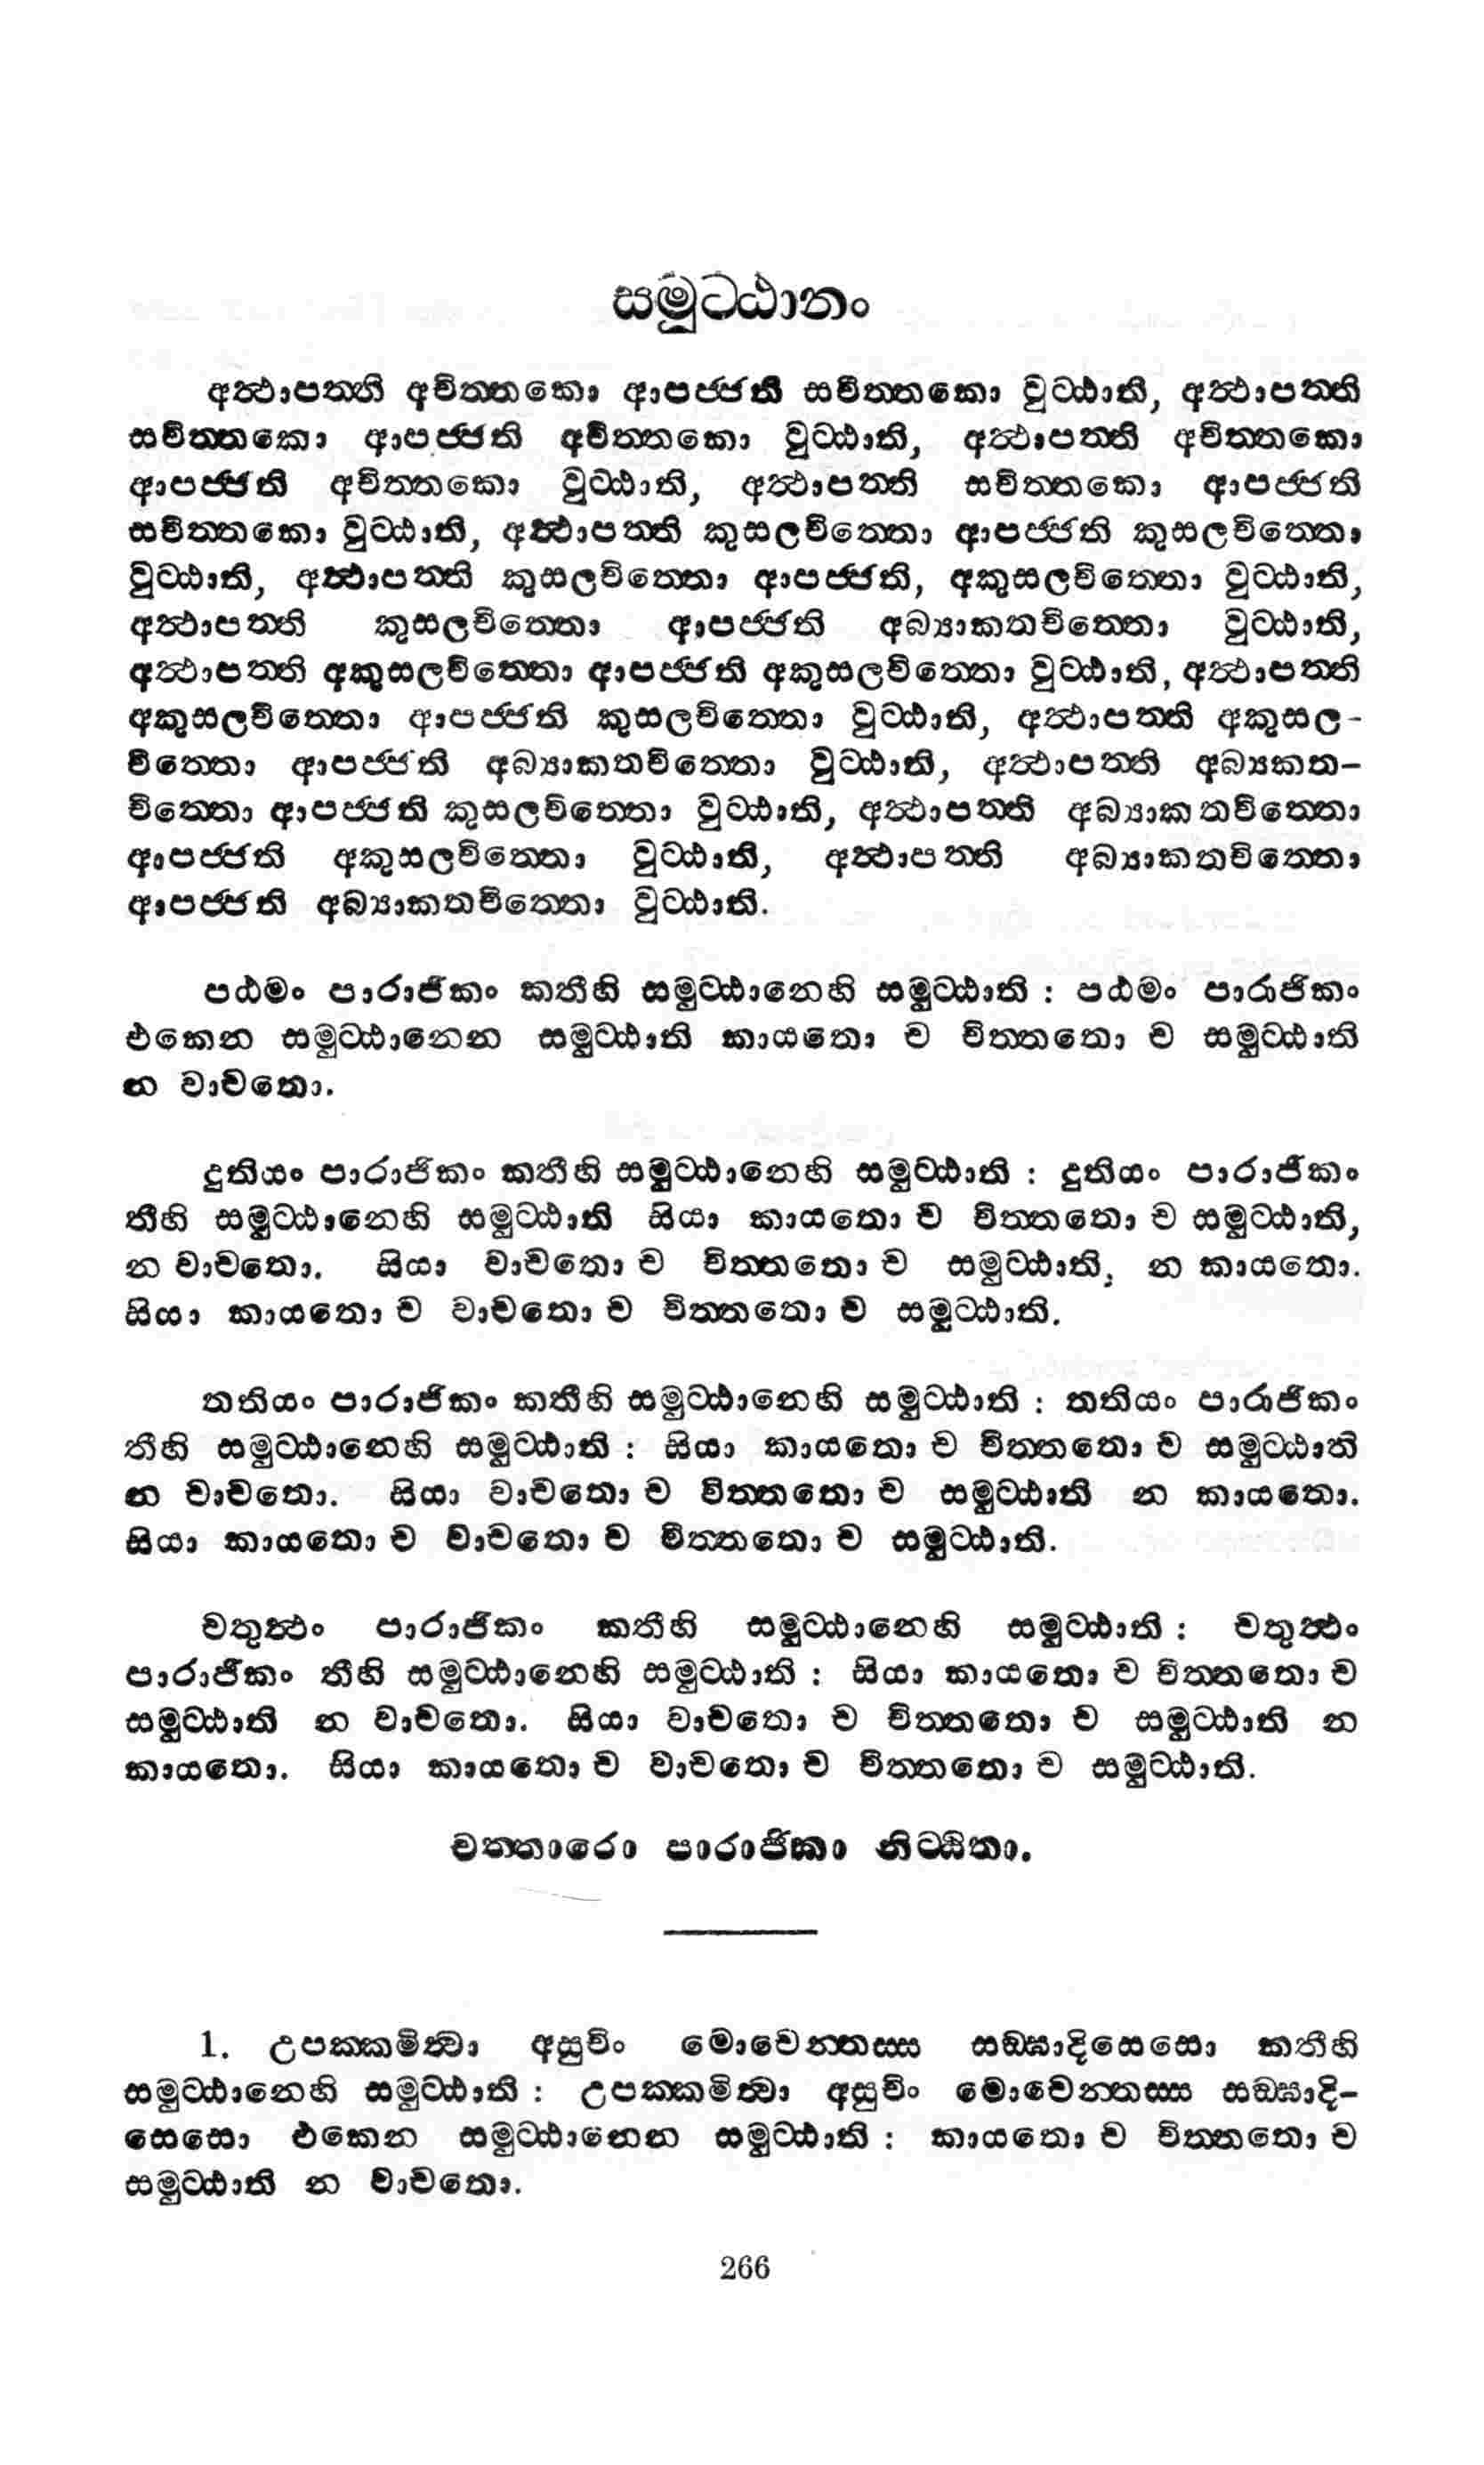 සමුට්ඨානං
අත්ථාපත්ති අචිත්තකො ආපජ්ජති සචිත්තකො වුට්ඨාති, අත්ථාපත්ති
සචිත්තකො ආපජ්ජති අචිත්තකො වුට්ඨාති, අත්ථාපත්ති අචිත්තකො
ආපජ්ජති අචිත්තකො වුට්ඨාති, අත්ථාපත්ති සචිත්තකො ආපජ්ජති
සචිත්තකො වුට්ඨාති, අත්ථාපත්ති කුසලචිත්තො ආපජ්ජති කුසලචිත්තො
වුට්ඨාති, අත්ථාපත්ති කුසලචිත්තො ආපජ්ජති, අකුසලචිත්තො වුට්ඨාති,
අත්ථාපත්ති කුසලචිත්තො ආපජ්ජති අබ්‍යාකතචිත්තො වුට්ඨාති,
අත්ථාපත්ති අකුසලචිත්තො ආපජ්ජති අකුසලචිත්තො වුට්ඨාති, අත්ථාපත්ති
අකුසලචිත්තො ආපජ්ජති කුසලචිත්තො වුට්ඨාති, අත්ථාපත්ති අකුසල-
චිත්තො ආපජ්ජති අබ්‍යාකතචිත්තො වුට්ඨාති, අත්ථාපත්ති අබ්‍යකත-
චිත්තො ආපජ්ජති කුසලචිත්තො වුට්ඨාති, අත්ථාපත්ති අබ්‍යාකතචිත්තො
ආපජ්ජති අකුසලචිත්තො වුට්ඨාති, අත්ථාපත්ති අබ්‍යාකතචිත්තො
ආපජ්ජති අබ්‍යාකතචිත්තො වුට්ඨාති.
පඨමං පාරාජිකං කතීහි සමුට්ඨානෙහි සමුට්ඨාති : පඨමං පාරාජිකං
එකෙන සමුට්ඨානෙන සමුට්ඨාති කායතො ච චිත්තතො ච සමුට්ඨාති
න වාචතො.
දුතියං පාරාජිකං කතීහි සමුට්ඨානෙහි සමුට්ඨාති : දුතියං පාරාජිකං
තීහි සමුට්ඨානෙහි සමුට්ඨාති සියා කායතො ච චිත්තතො ච සමුට්ඨාති,
න වාචතො. සියා වාචතො ච චිත්තතො ච සමුට්ඨාති, න කායතො.
සියා කායතො ච වාචතො ච චිත්තතො ච සමුට්ඨාති.
තතියං පාරාජිකං කතීහි සමුට්ඨානෙහි සමුට්ඨාති : තතියං පාරාජිකං
තීහි සමුට්ඨානෙහි සමුට්ඨාති : සියා කායතො ච චිත්තතො ච සමුට්ඨාති
න වාචතො. සියා වාචතො ච චිත්තතො ච සමුට්ඨාති න කායතො.
සියා කායතො ච වාචතො ච චිත්තතො ච සමුට්ඨාති.
චතුත්ථං පාරාජිකං කතීහි සමුට්ඨානෙහි සමුට්ඨාති : චතුත්ථං
පාරාජිකං තීහි සමුට්ඨානෙහි සමුට්ඨාති : සියා කායතො ච චිත්තතො ච
සමුට්ඨාති න වාචතො. සියා වාචතො ච චිත්තතො ච සමුට්ඨාති න
කායතො. සියා කායතො ච වාචතො ච චිත්තතො ච සමුට්ඨාති.
චත්තාරො පාරාජිකා නිට්ඨිතා.
1. උපක්කමිත්වා අසුචිං මොචෙන්තස්ස සඞ්ඝාදිසෙසො කතීහි
සමුට්ඨානෙහි සමුට්ඨාති : උපක්කමිත්වා අසුචිං මොචෙන්තස්ස සඞ්ඝාදි-
සෙසො එකෙන සමුට්ඨානෙන සමුට්ඨාති : කායතො ච චිත්තතො ච
සමුට්ඨාති න වාචතො.
266